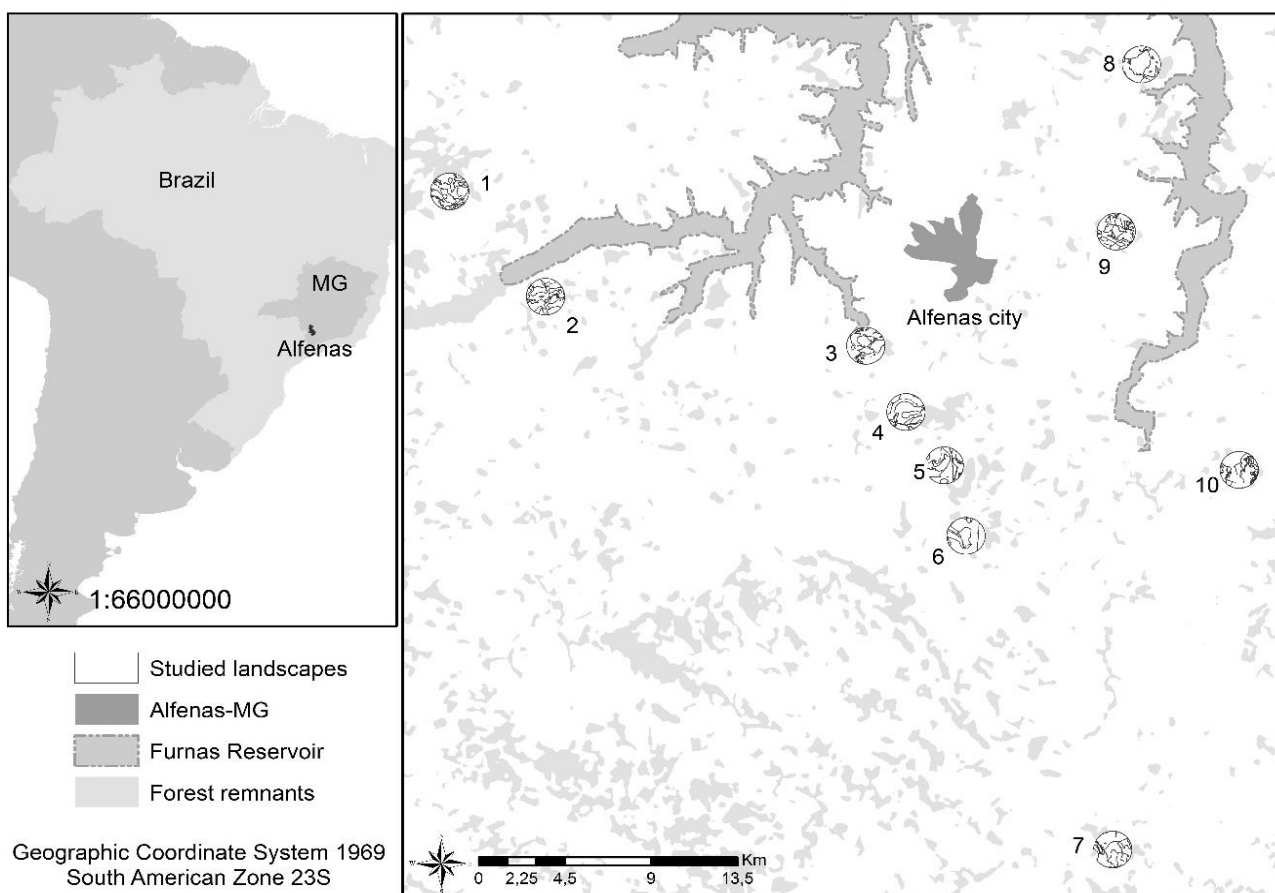 Brazil
MG
Alfenas
1:66000000
Studied landscapes
Alfenas-MG
Furnas Reservoir
Forest remnants
Geographic Coordinate System 1969
South American Zone 23S
8
1
9
2
Alfenas city
3
4
5
10
6
7
Km
0 2,25 4,5 9 13,5